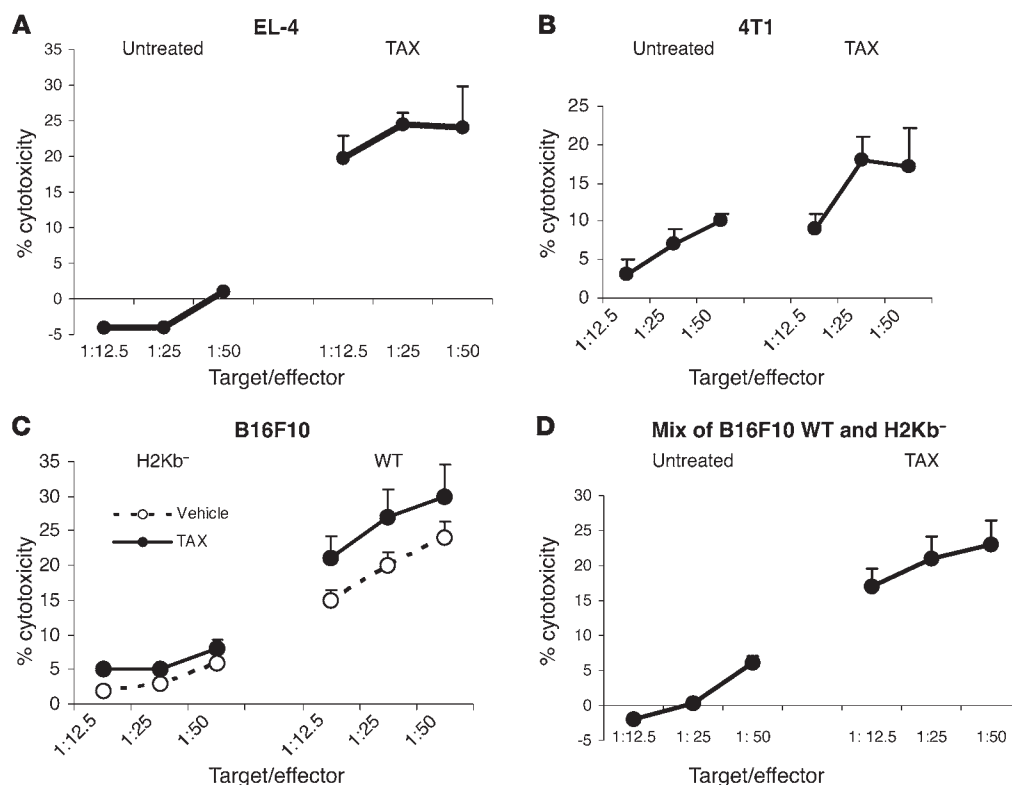 A
EL-4
Untreated
TAX
35
30
25
20
15
10
5
0
-5
% cytotoxicity
1:12.5
1:25
1:50
1:12.5
1:25
1:50
Target/effector
B
4T1
Untreated
TAX
25
20
15
10
5
0
% cytotoxicity
1:12.5
1:25
1:50
1:12.5
1:25
1:50
Target/effector
C
B16F10
H2Kb⁻
WT
Vehicle
TAX
35
30
25
20
15
10
5
0
% cytotoxicity
1:12.5
1:25
1:50
1:12.5
1:25
1:50
Target/effector
D
Mix of B16F10 WT and H2Kb⁻
Untreated
TAX
30
25
20
15
10
5
0
-5
% cytotoxicity
1:12.5
1: 25
1: 50
1: 12.5
1:25
1:50
Target/effector